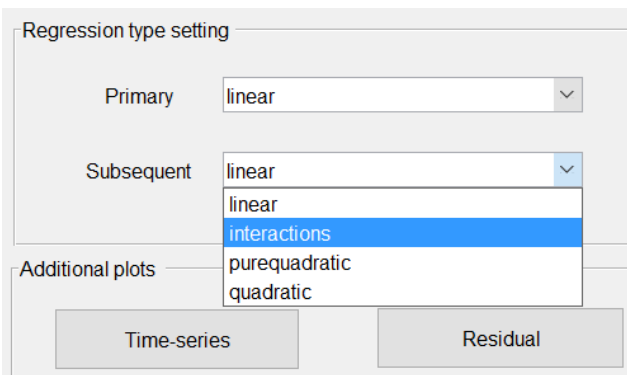 Regression type setting
Primary linear
Subsequent linear
linear
interactions
purequadratic
Additional plots
quadratic
Time-series Residual